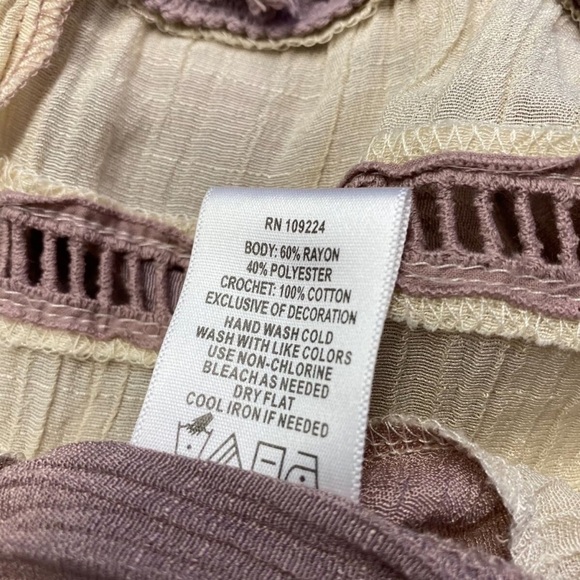 RN 109224
BODY: 60% RAYON
40% POLYESTER
CROCHET: 100% COTTON
EXCLUSIVE OF DECORATION
HAND WASH COLD
WASH WITH LIKE COLORS
USE NON-CHLORINE
BLEACH AS NEEDED
DRY FLAT
COOL IRON IF NEEDED